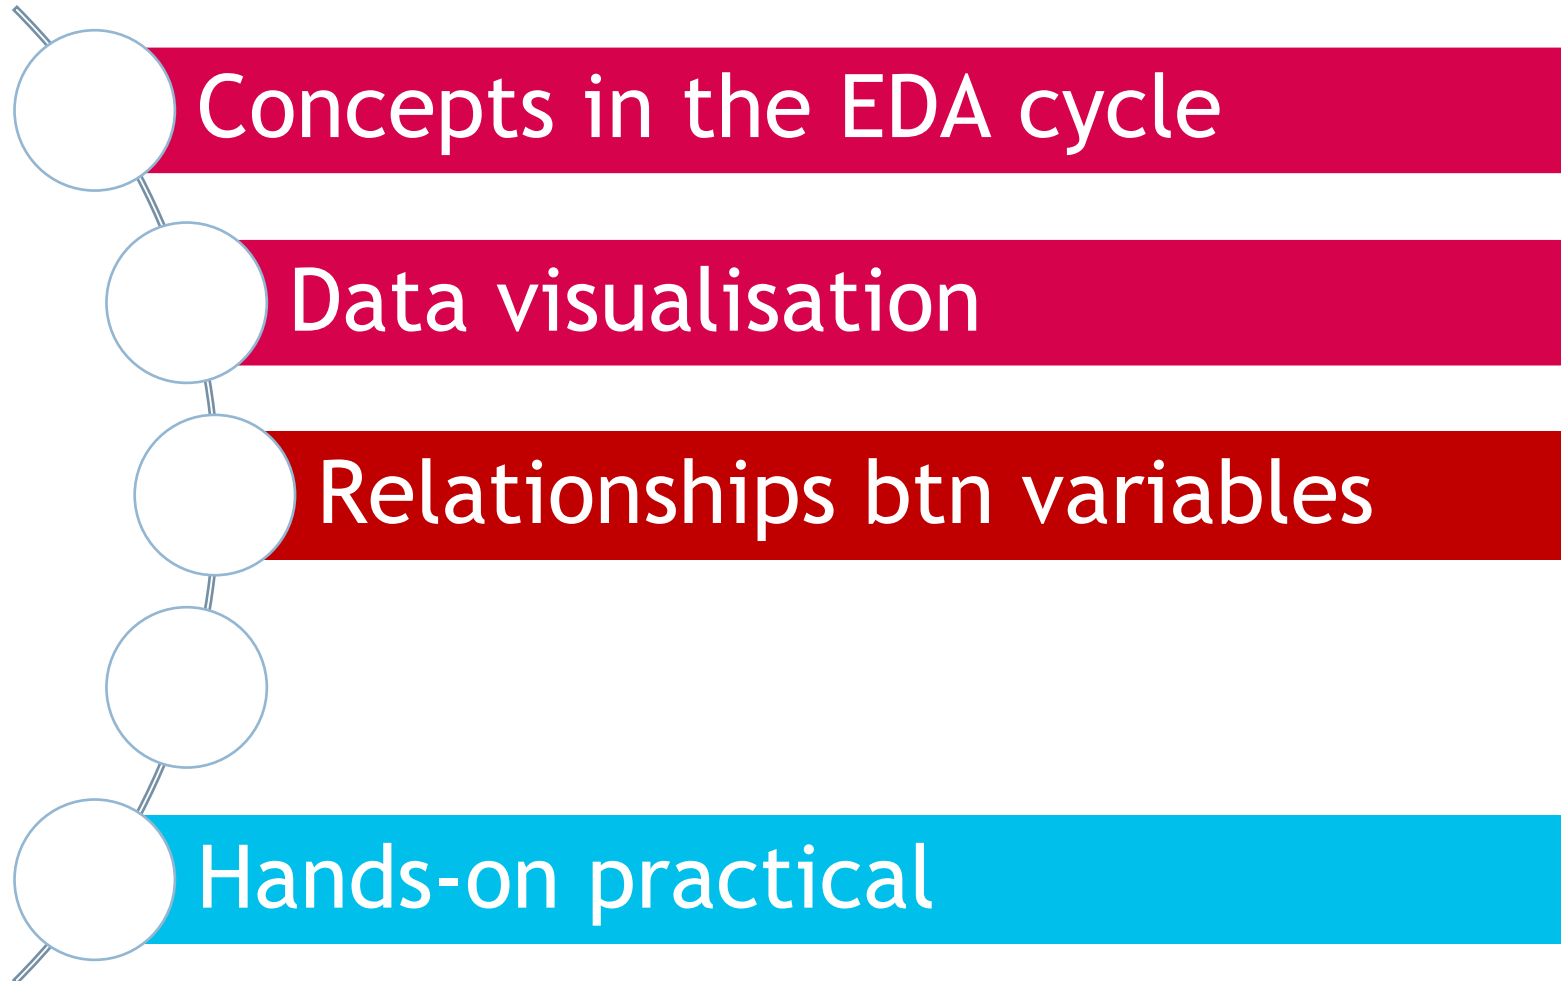 Concepts in the EDA cycle
Data visualisation
Relationships btn variables
Hands-on practical